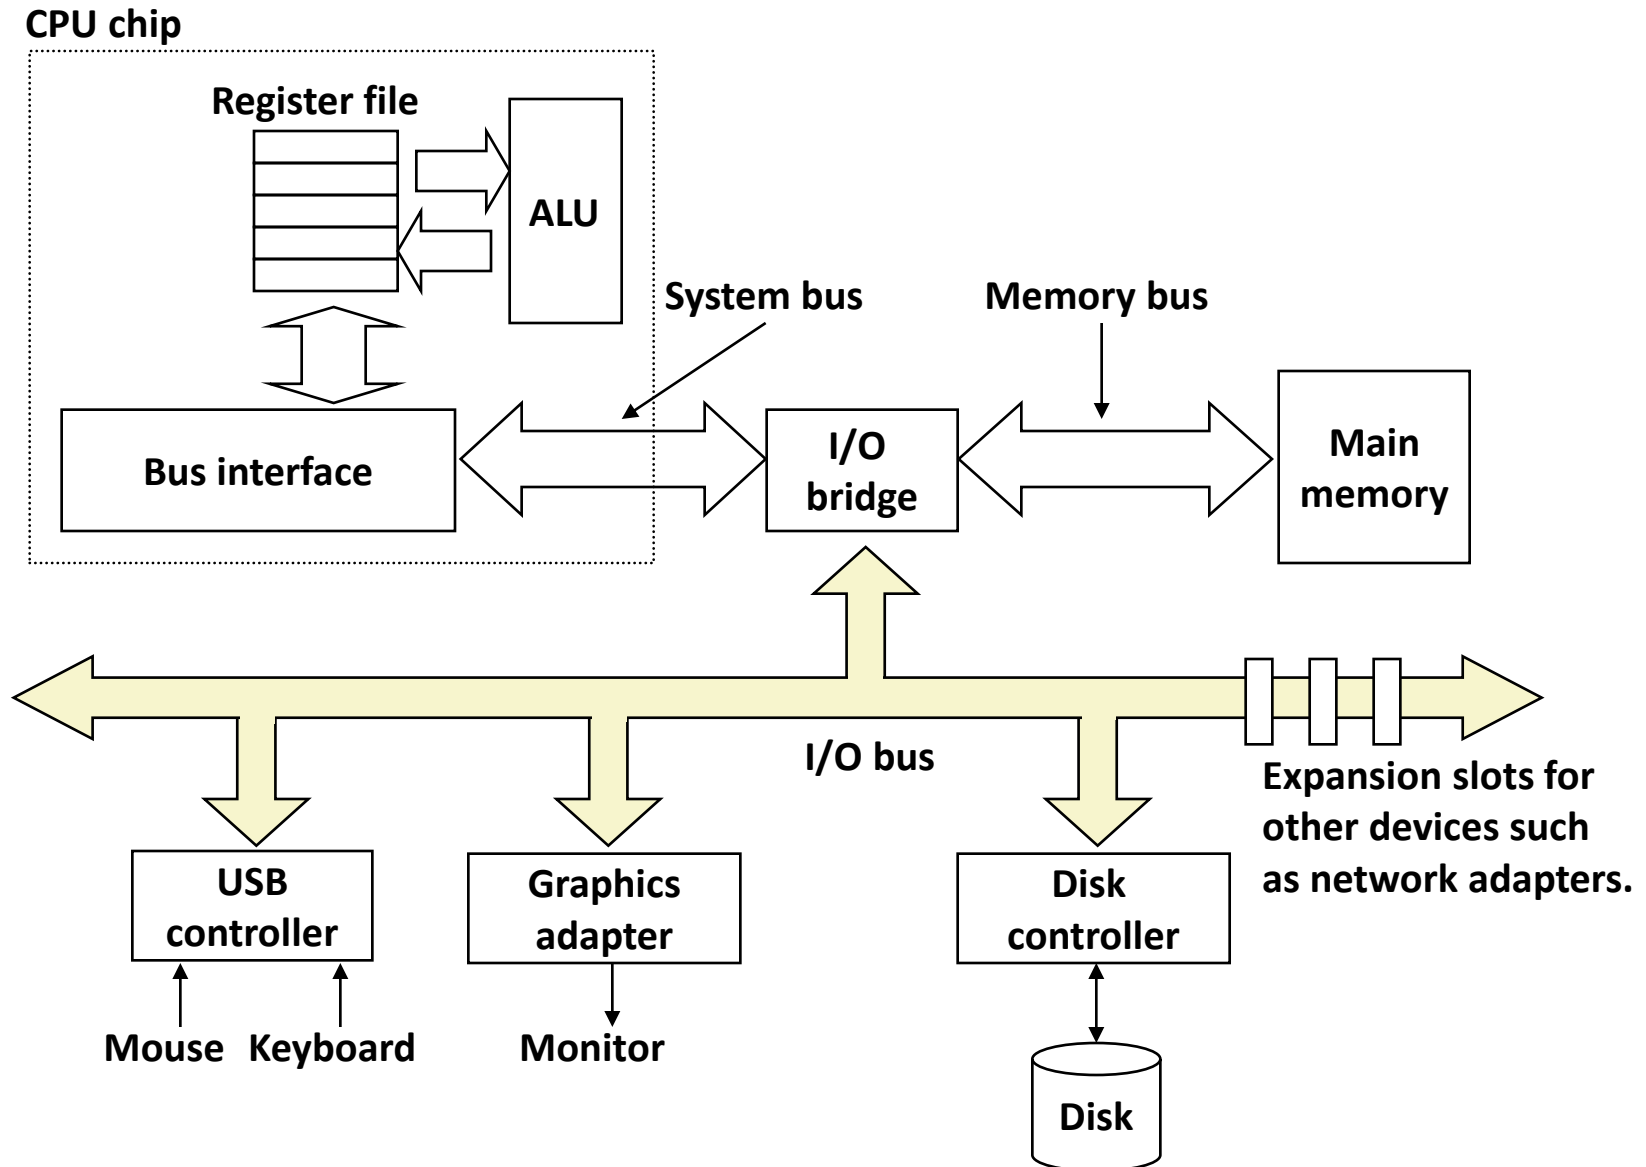 CPU chip
Register file
ALU
System bus
Memory bus
Bus interface
I/O
bridge
Main
memory
I/O bus
Expansion slots for
other devices such
as network adapters.
USB
controller
Graphics
adapter
Disk
controller
Mouse
Keyboard
Monitor
Disk